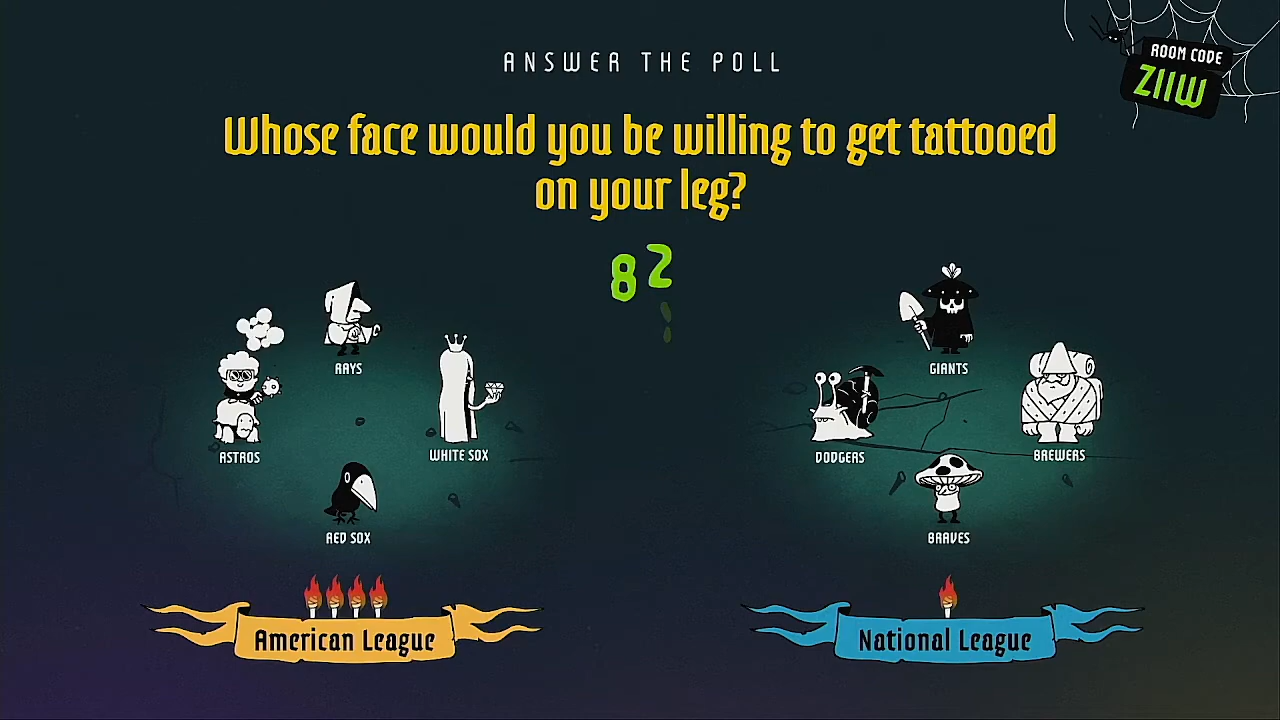 ANSWER THE POLL
ROOM CODE
ZIIW
Whose face would you be willing to get tattooed
on your leg?
82
RAYS
ASTROS
WHITE SOX
RED SOX
GIANTS
DODGERS
BREWERS
BRAVES
American League
National League